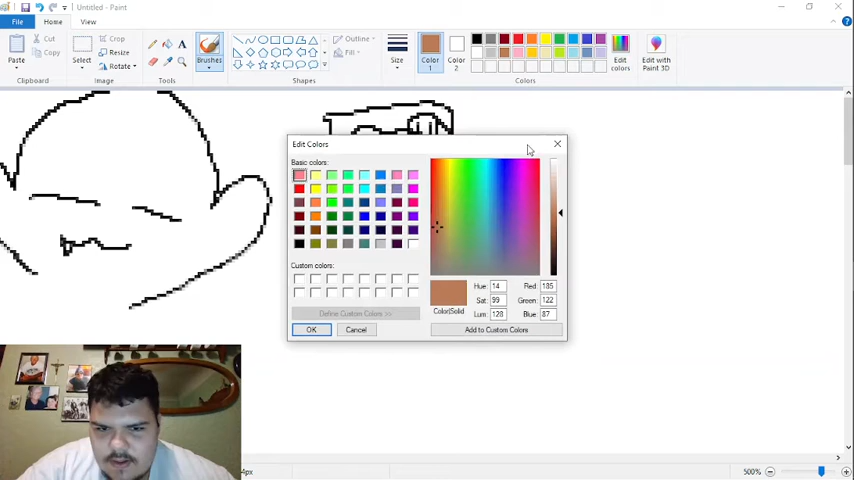 Untitled - Paint
File
Home
View
Paste
Cut
Copy
Clipboard
Select
Crop
Resize
Rotate
Image
A
Tools
Brushes
Outline
Fill
Shapes
Size
Color
1
Color
2
Edit
colors
Edit with
Paint 3D
Colors
Edit Colors
Basic colors:
Custom colors:
Define Custom Colors >>
OK
Cancel
Color|Solid
Hue: 14
Sat: 99
Lum: 128
Red: 185
Green: 122
Blue: 87
Add to Custom Colors
500%